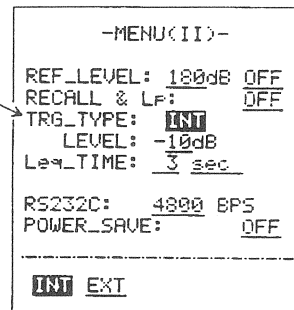 -MENU(II)-
REF_LEVEL: 180dB OFF
RECALL & Lp: OFF
TRG_TYPE: INT
LEVEL: -10dB
Leq_TIME: 3 sec
RS232C: 4800 BPS
POWER_SAVE: OFF
INT EXT